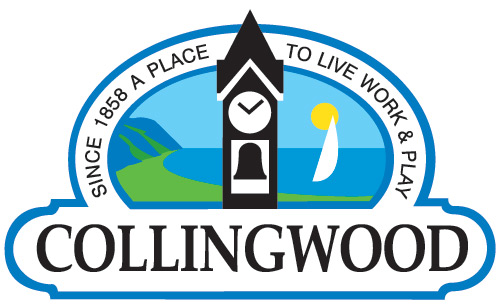 SINCE 1858 A PLACE TO LIVE WORK & PLAY
COLLINGWOOD